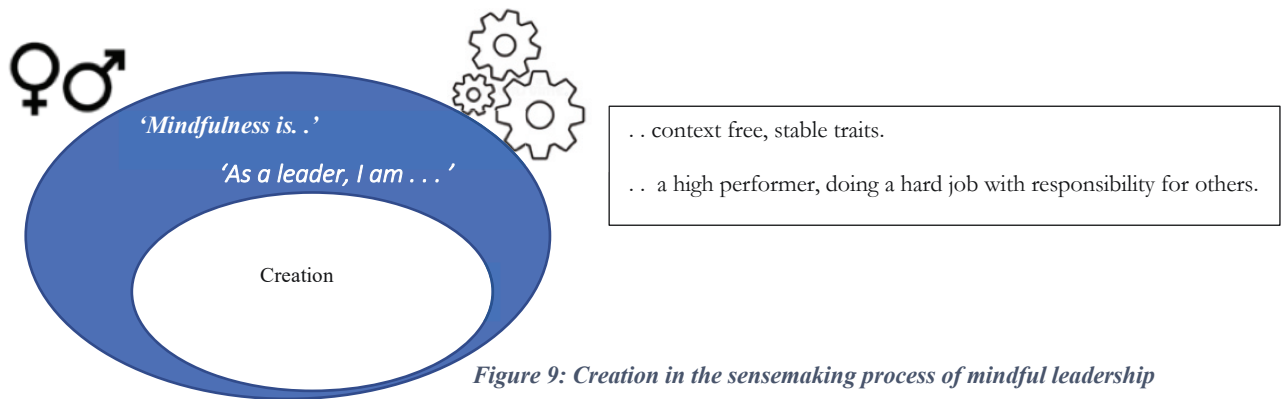 ‘Mindfulness is. .’
‘As a leader, I am . . . ’
Creation
. . context free, stable traits.
. . a high performer, doing a hard job with responsibility for others.
Figure 9: Creation in the sensemaking process of mindful leadership